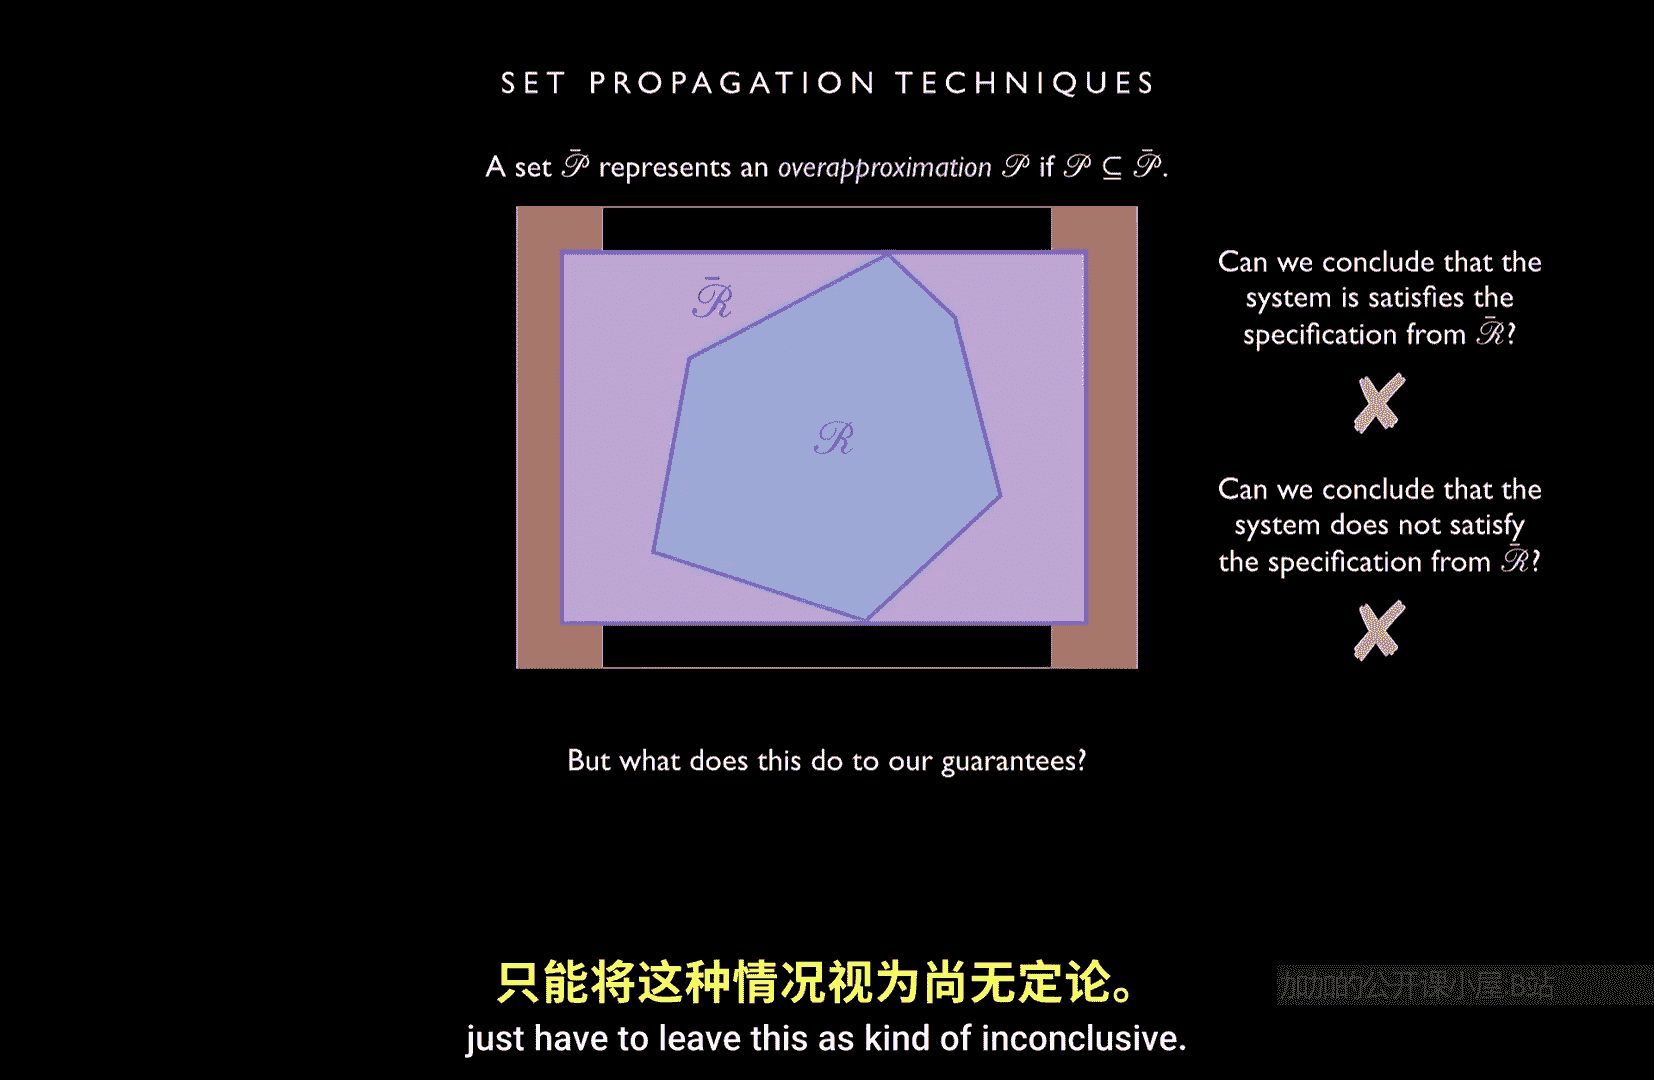 SET PROPAGATION TECHNIQUES
A set 𝒫̄ represents an overapproximation 𝒫 if 𝒫 ⊆ 𝒫̄.
ℛ̄
ℛ
Can we conclude that the
system is satisfies the
specification from ℛ̄?
Can we conclude that the
system does not satisfy
the specification from ℛ̄?
But what does this do to our guarantees?
只能将这种情况视为尚无定论。
just have to leave this as kind of inconclusive.
加加的公开课小屋:B站